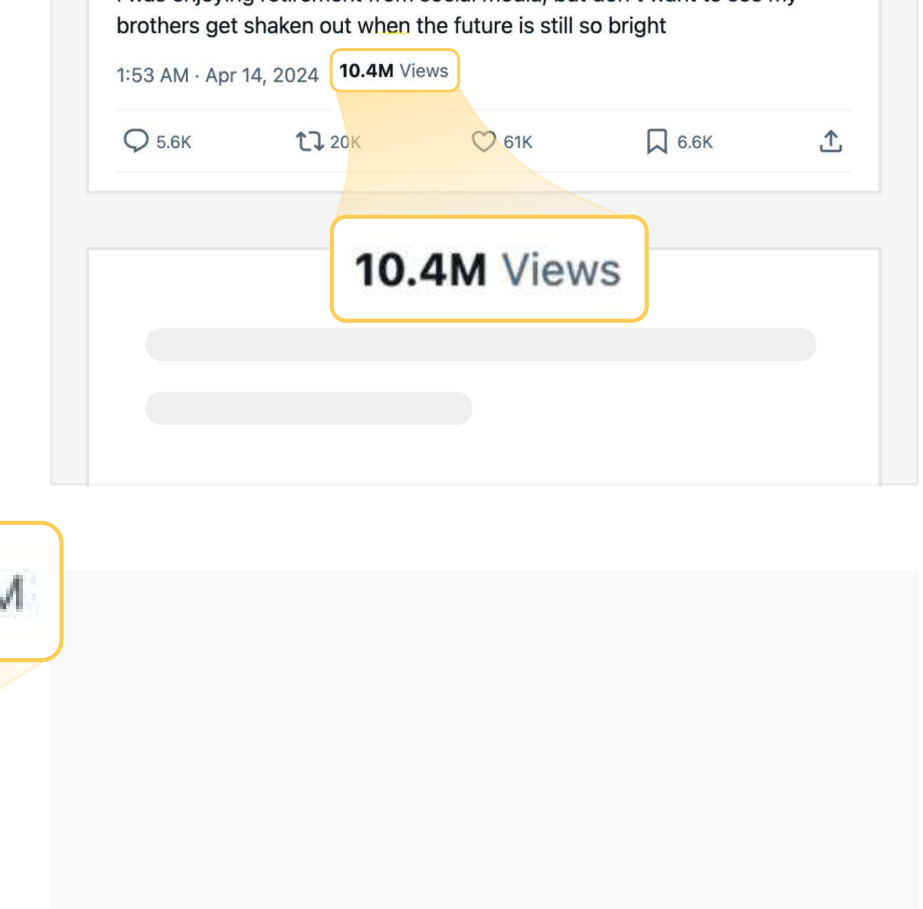 brothers get shaken out when the future is still so bright
1:53 AM · Apr 14, 2024 10.4M Views
5.6K 20K 61K 6.6K
10.4M Views
M